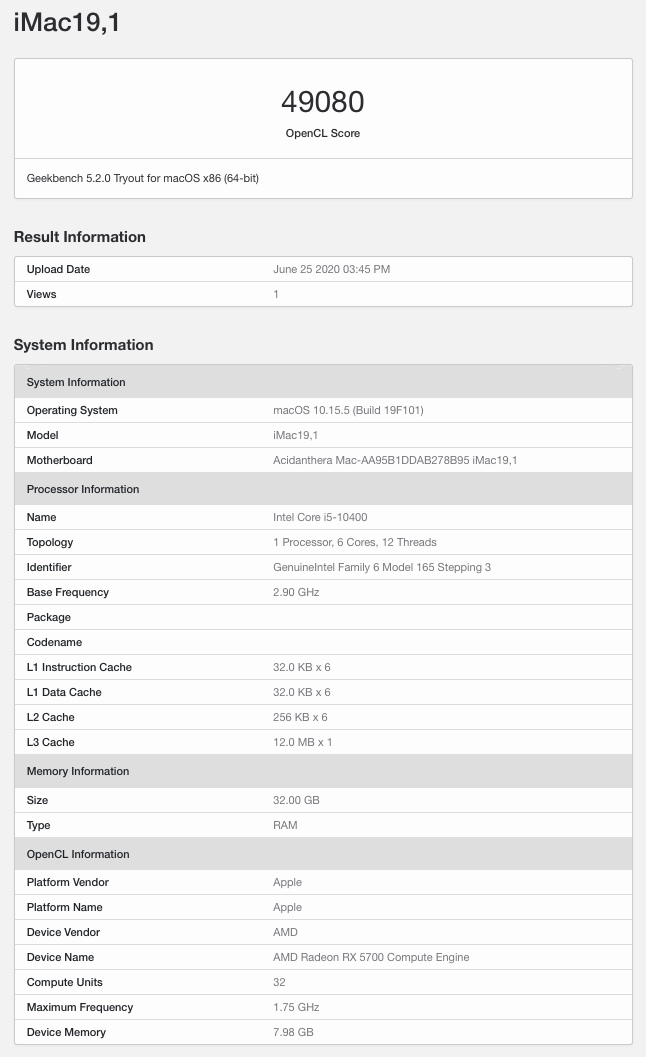 iMac19,1
49080
OpenCL Score
Geekbench 5.2.0 Tryout for macOS x86 (64-bit)
Result Information
Upload Date June 25 2020 03:45 PM
Views 1
System Information
System Information
Operating System macOS 10.15.5 (Build 19F101)
Model iMac19,1
Motherboard Acidanthera Mac-AA95B1DDAB278B95 iMac19,1
Processor Information
Name Intel Core i5-10400
Topology 1 Processor, 6 Cores, 12 Threads
Identifier GenuineIntel Family 6 Model 165 Stepping 3
Base Frequency 2.90 GHz
Package
Codename
L1 Instruction Cache 32.0 KB x 6
L1 Data Cache 32.0 KB x 6
L2 Cache 256 KB x 6
L3 Cache 12.0 MB x 1
Memory Information
Size 32.00 GB
Type RAM
OpenCL Information
Platform Vendor Apple
Platform Name Apple
Device Vendor AMD
Device Name AMD Radeon RX 5700 Compute Engine
Compute Units 32
Maximum Frequency 1.75 GHz
Device Memory 7.98 GB